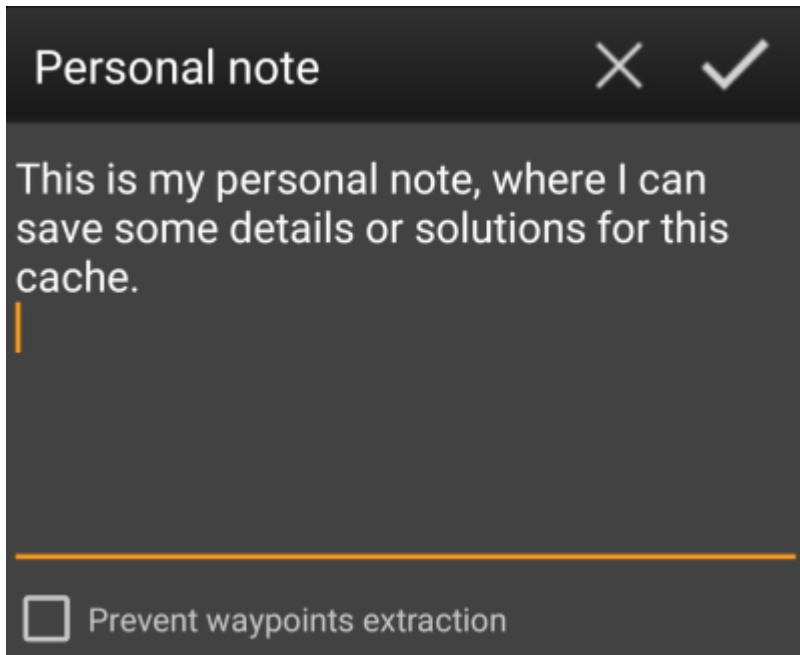 Personal note
This is my personal note, where I can
save some details or solutions for this
cache.
Prevent waypoints extraction